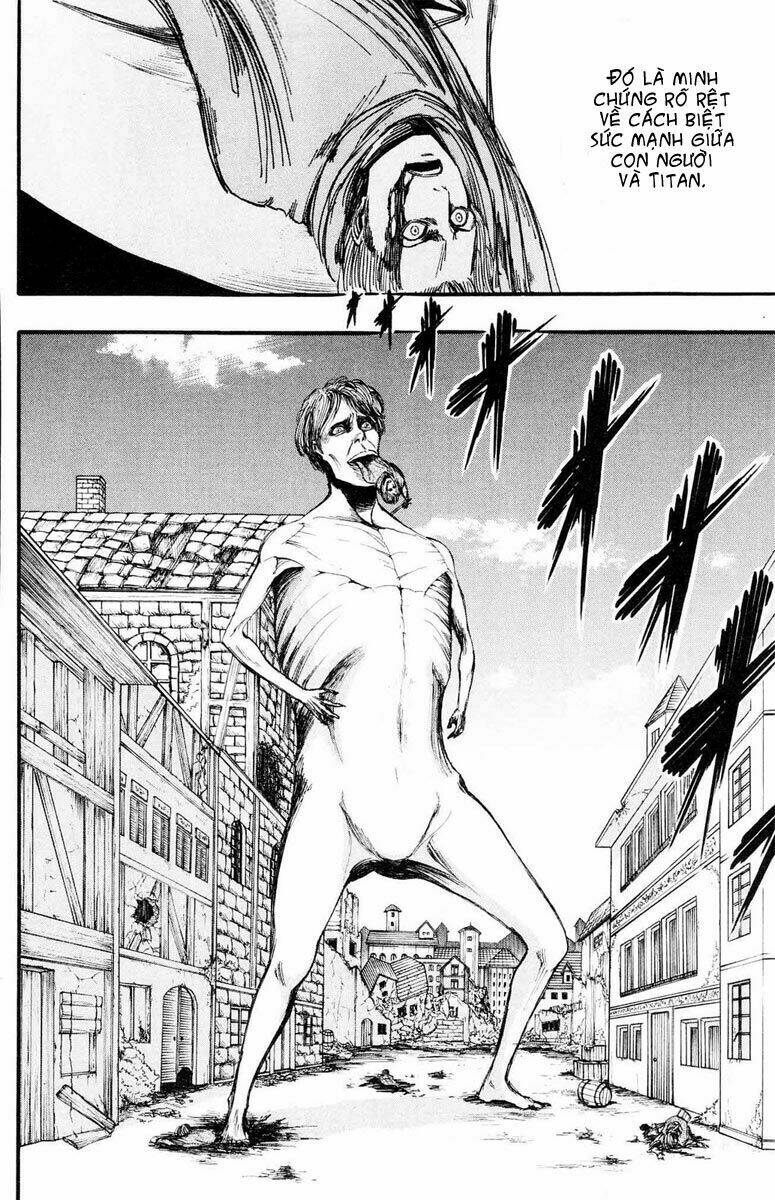 ĐÓ LÀ MINH
CHỨNG RÕ RỆT
VỀ CÁCH BIỆT
SỨC MẠNH GIỮA
CON NGƯỜI
VÀ TITAN.